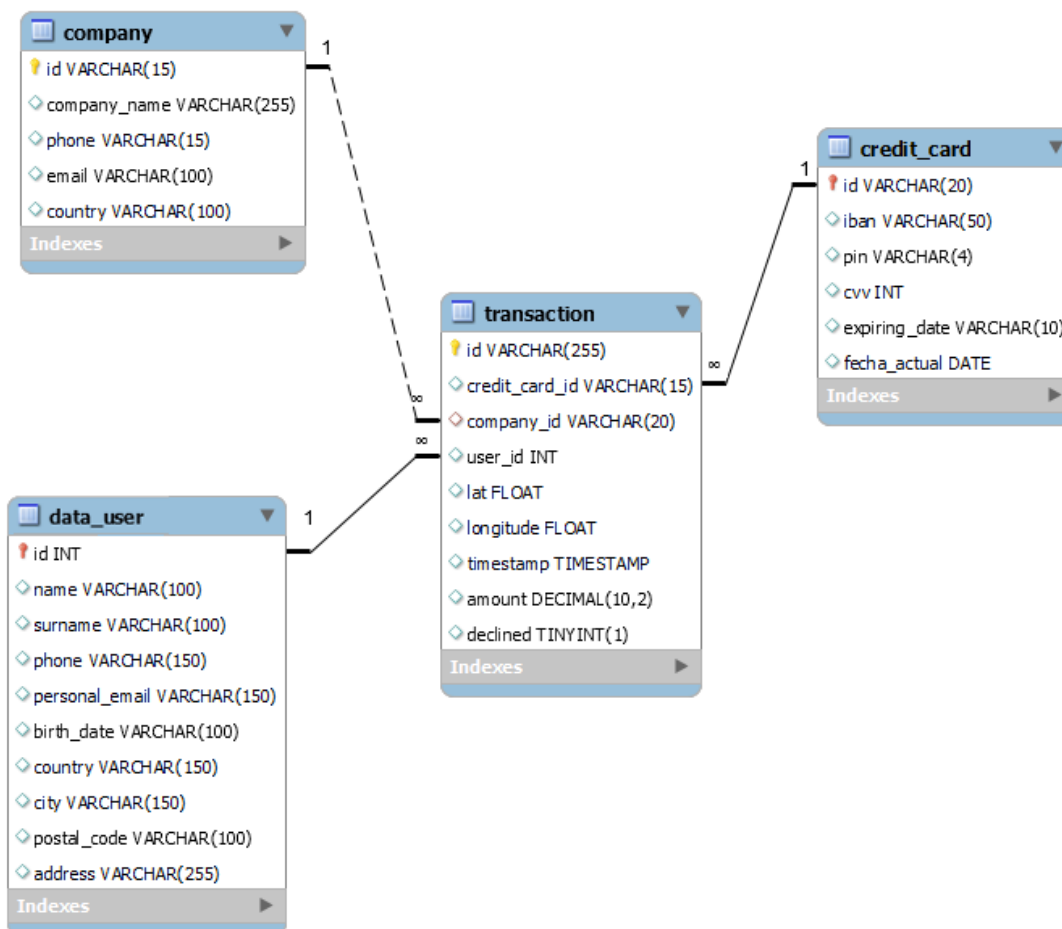 company
id VARCHAR(15)
company_name VARCHAR(255)
phone VARCHAR(15)
email VARCHAR(100)
country VARCHAR(100)
Indexes
1
credit_card
id VARCHAR(20)
iban VARCHAR(50)
pin VARCHAR(4)
cvv INT
expiring_date VARCHAR(10)
fecha_actual DATE
Indexes
1
transaction
id VARCHAR(255)
credit_card_id VARCHAR(15)
company_id VARCHAR(20)
user_id INT
lat FLOAT
longitude FLOAT
timestamp TIMESTAMP
amount DECIMAL(10,2)
declined TINYINT(1)
Indexes
∞
∞
∞
data_user
id INT
name VARCHAR(100)
surname VARCHAR(100)
phone VARCHAR(150)
personal_email VARCHAR(150)
birth_date VARCHAR(100)
country VARCHAR(150)
city VARCHAR(150)
postal_code VARCHAR(100)
address VARCHAR(255)
Indexes
1